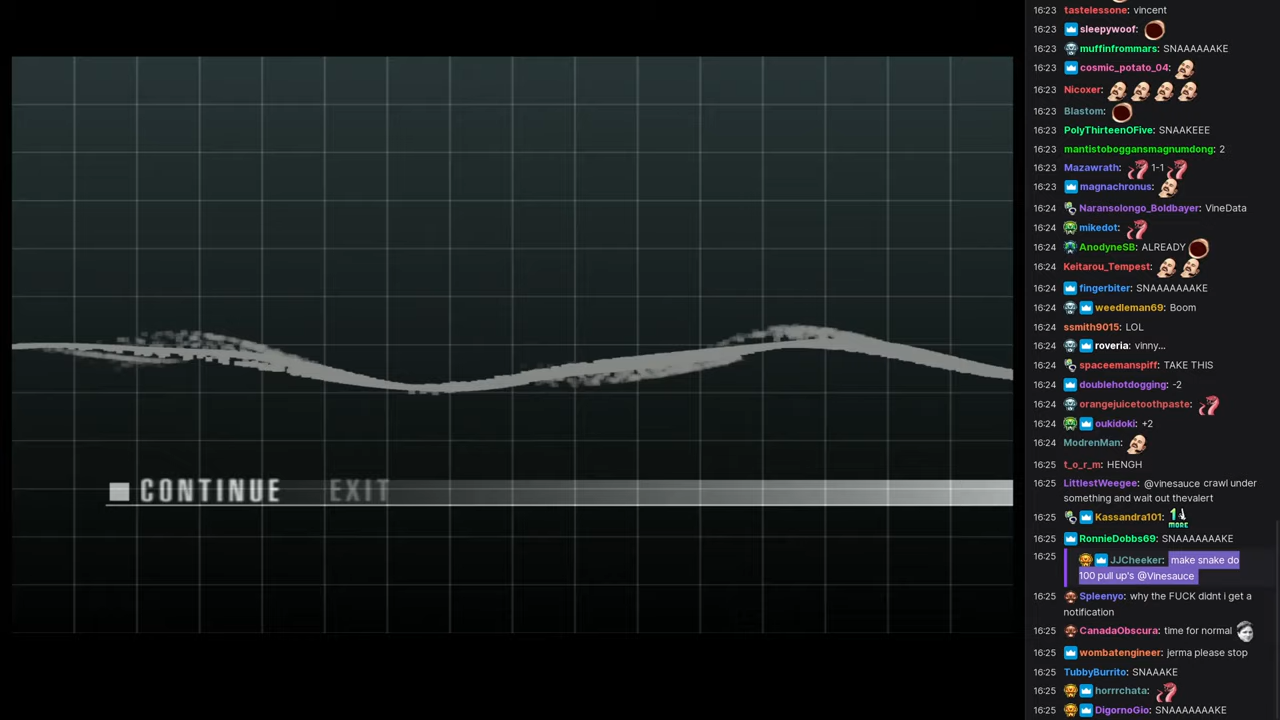 CONTINUE EXIT
16:23 tastelessone: vincent
16:23 sleepywoof:
16:23 muffinfrommars: SNAAAAAAKE
16:23 cosmic_potato_04:
16:23 Nicoxer:
16:23 Blastom:
16:23 PolyThirteenOFive: SNAAKEEE
16:23 mantistoboggansmagnumdong: 2
16:23 Mazawrath: 1-1
16:23 magnachronus:
16:24 Naransolongo_Boldbayer: VineData
16:24 mikedot:
16:24 AnodyneSB: ALREADY
16:24 Keitarou_Tempest:
16:24 fingerbiter: SNAAAAAAAKE
16:24 weedleman69: Boom
16:24 ssmith9015: LOL
16:24 roveria: vinny...
16:24 spaceemanspiff: TAKE THIS
16:24 doublehotdogging: -2
16:24 orangejuicetoothpaste:
16:24 oukidoki: +2
16:24 ModrenMan:
16:25 t_o_r_m: HENGH
16:25 LittlestWeegee: @vinesauce crawl under
something and wait out thevalert
16:25 Kassandra101: 1 MORE
16:25 RonnieDobbs69: SNAAAAAAAKE
16:25 JJCheeker: make snake do
100 pull up's @Vinesauce
16:25 Spleenyo: why the FUCK didnt i get a
notification
16:25 CanadaObscura: time for normal
16:25 wombatengineer: jerma please stop
16:25 TubbyBurrito: SNAAAKE
16:25 horrrchata:
16:25 DigornoGio: SNAAAAAAAKE